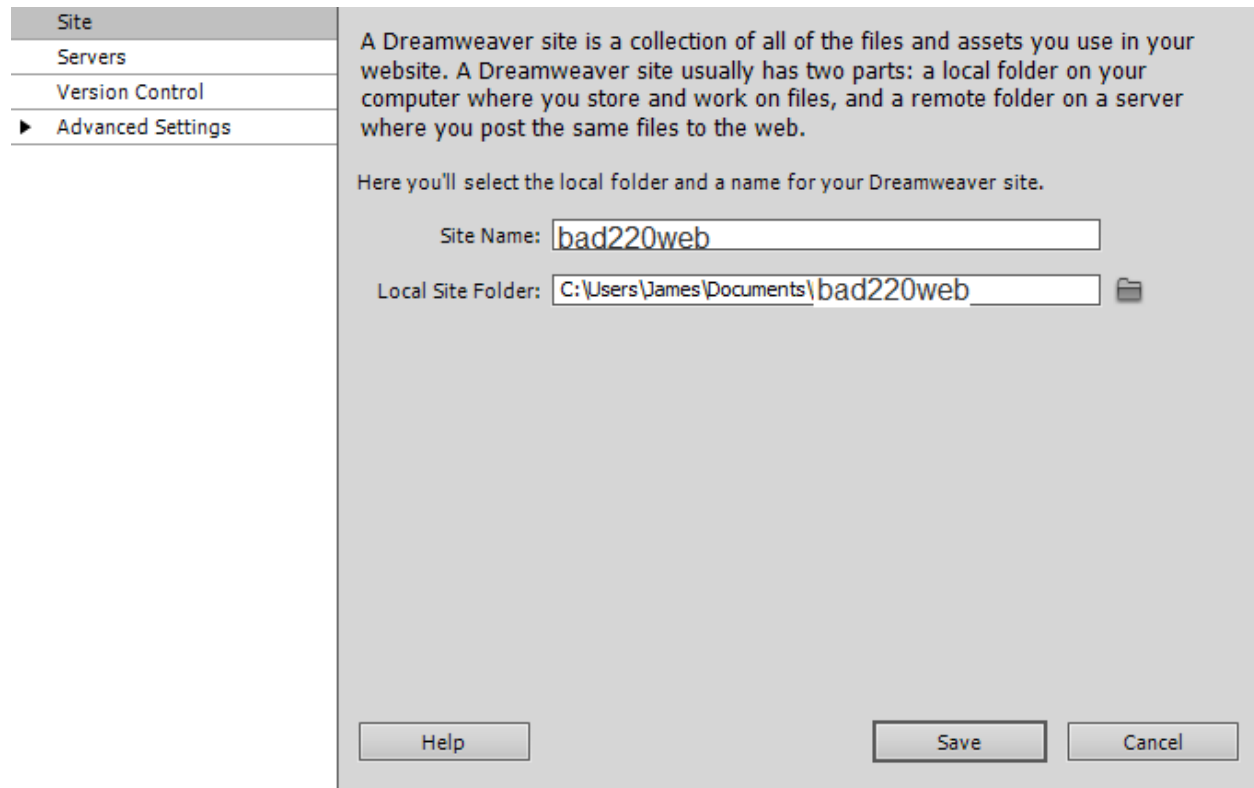 Site
Servers
Version Control
Advanced Settings
A Dreamweaver site is a collection of all of the files and assets you use in your
website. A Dreamweaver site usually has two parts: a local folder on your
computer where you store and work on files, and a remote folder on a server
where you post the same files to the web.
Here you'll select the local folder and a name for your Dreamweaver site.
Site Name: bad220web
Local Site Folder: C:\Users\James\Documents\bad220web
Help Save Cancel